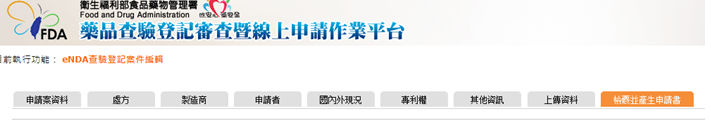 衛生福利部食品藥物管理署
Food and Drug Administration
FDA
藥品查驗登記審查暨線上申請作業平台
目前執行功能： eNDA查驗登記案件編輯
申請案資料 處方 製造商 申請者 國內外現況 專利權 其他資訊 上傳資料 檢核並產生申請書